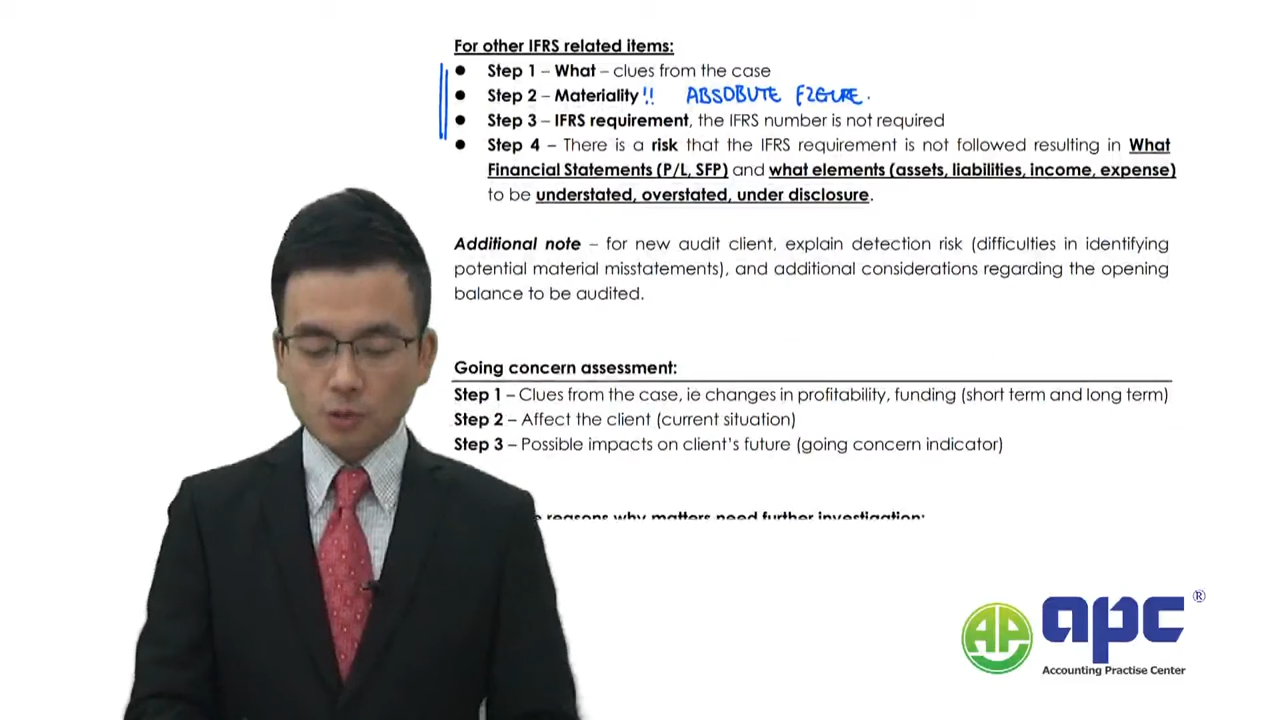 For other IFRS related items:
● Step 1 – What – clues from the case
● Step 2 – Materiality!! ABSOBUTE FIGURE.
● Step 3 – IFRS requirement, the IFRS number is not required
● Step 4 – There is a risk that the IFRS requirement is not followed resulting in What
Financial Statements (P/L, SFP) and what elements (assets, liabilities, income, expense)
to be understated, overstated, under disclosure.
Additional note – for new audit client, explain detection risk (difficulties in identifying
potential material misstatements), and additional considerations regarding the opening
balance to be audited.
Going concern assessment:
Step 1 – Clues from the case, ie changes in profitability, funding (short term and long term)
Step 2 – Affect the client (current situation)
Step 3 – Possible impacts on client's future (going concern indicator)
reasons why matters need further investigation:
AP apc ®
Accounting Practise Center